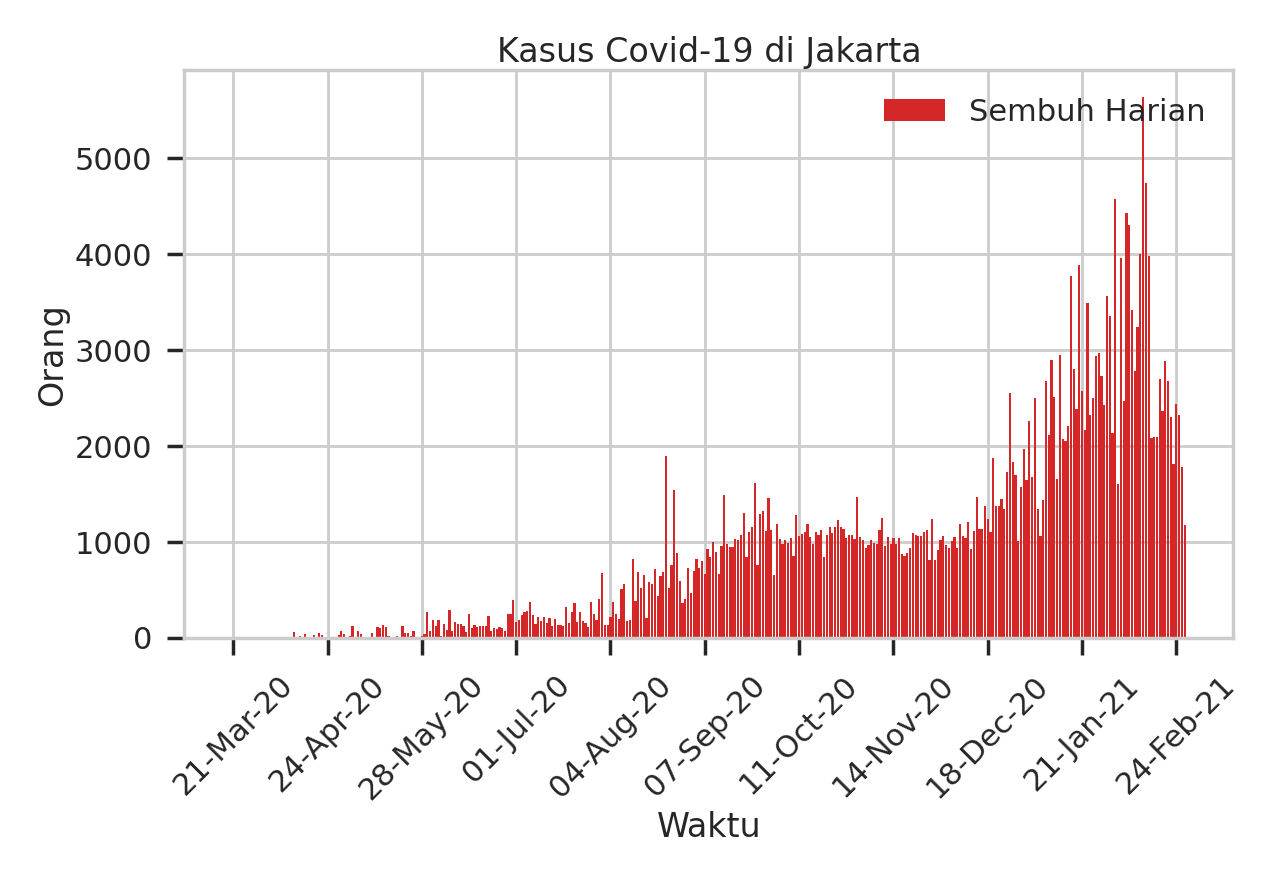 Kasus Covid-19 di Jakarta
Sembuh Harian
5000
4000
3000
2000
1000
0
Orang
21-Mar-20
24-Apr-20
28-May-20
01-Jul-20
04-Aug-20
07-Sep-20
11-Oct-20
14-Nov-20
18-Dec-20
21-Jan-21
24-Feb-21
Waktu